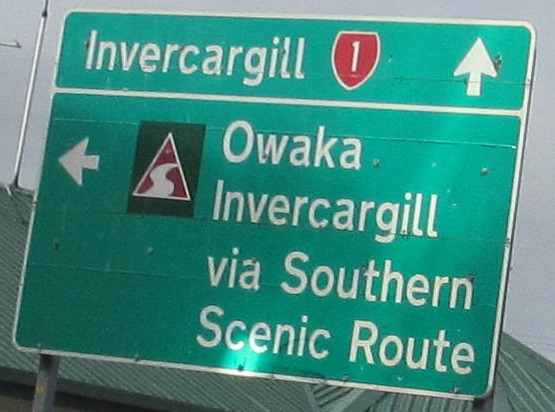 Invercargill 1
Owaka
Invercargill
via Southern
Scenic Route